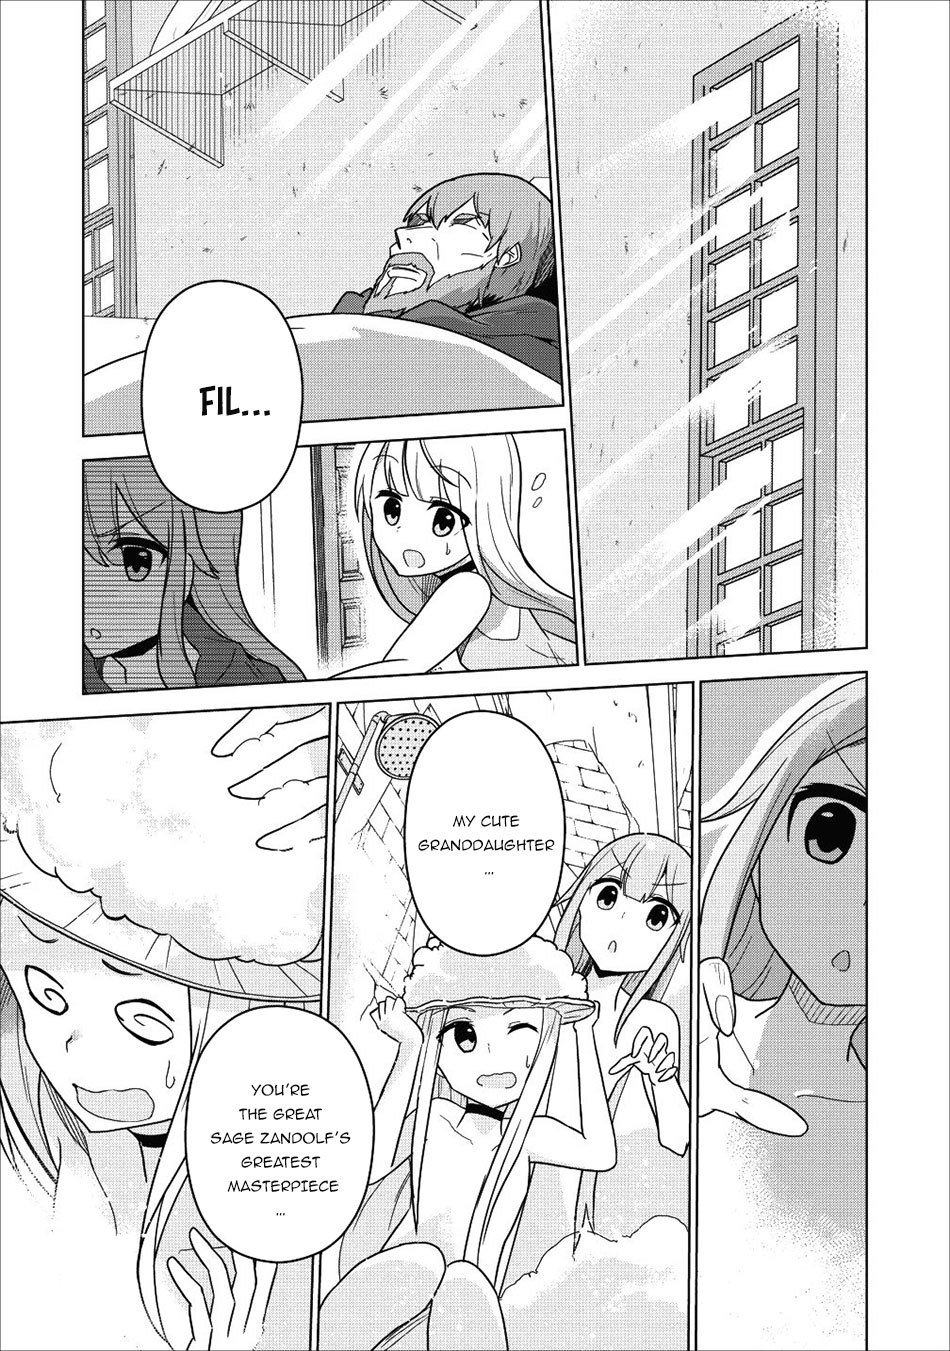 FIL...
MY CUTE
GRANDDAUGHTER
...
YOU'RE
THE GREAT
SAGE ZANDOLF'S
GREATEST
MASTERPIECE
...